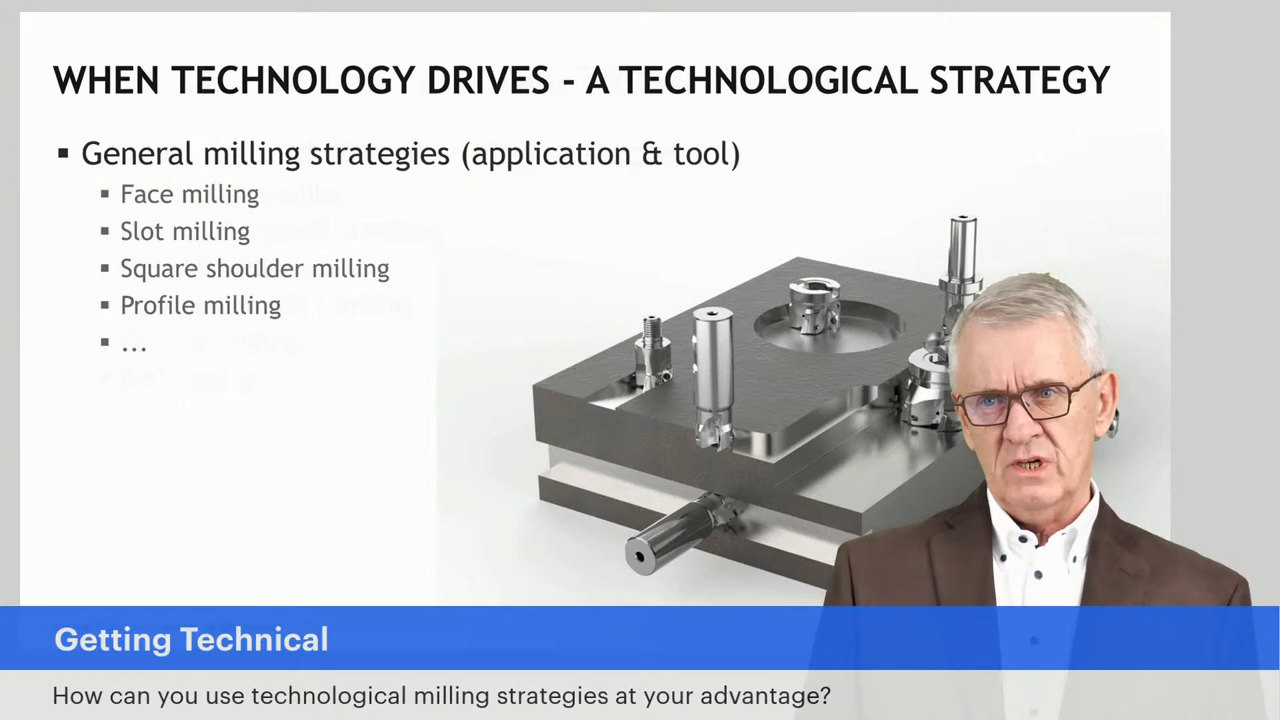 WHEN TECHNOLOGY DRIVES - A TECHNOLOGICAL STRATEGY
▪ General milling strategies (application & tool)
▪ Face milling
▪ Slot milling
▪ Square shoulder milling
▪ Profile milling
▪ ...
Getting Technical
How can you use technological milling strategies at your advantage?